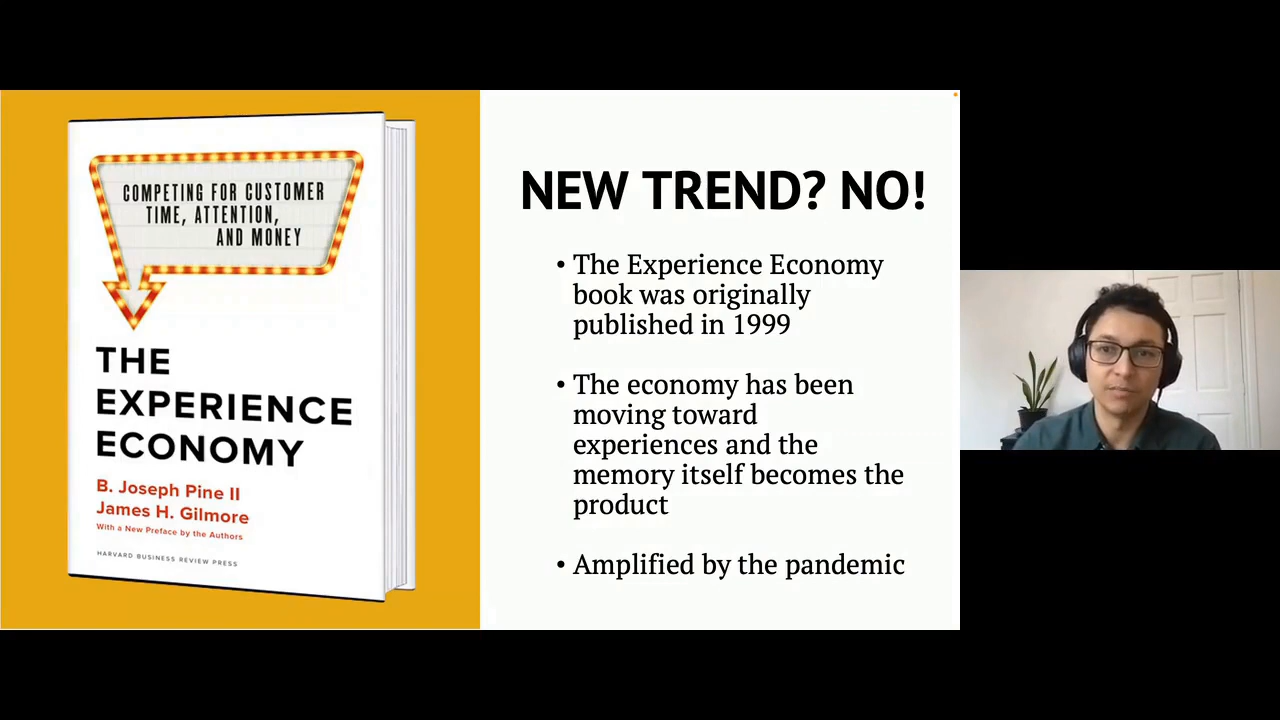 COMPETING FOR CUSTOMER
TIME, ATTENTION,
AND MONEY
THE
EXPERIENCE
ECONOMY
B. Joseph Pine II
James H. Gilmore
With a New Preface by the Authors
HARVARD BUSINESS REVIEW PRESS
NEW TREND? NO!
• The Experience Economy
book was originally
published in 1999
• The economy has been
moving toward
experiences and the
memory itself becomes the
product
• Amplified by the pandemic